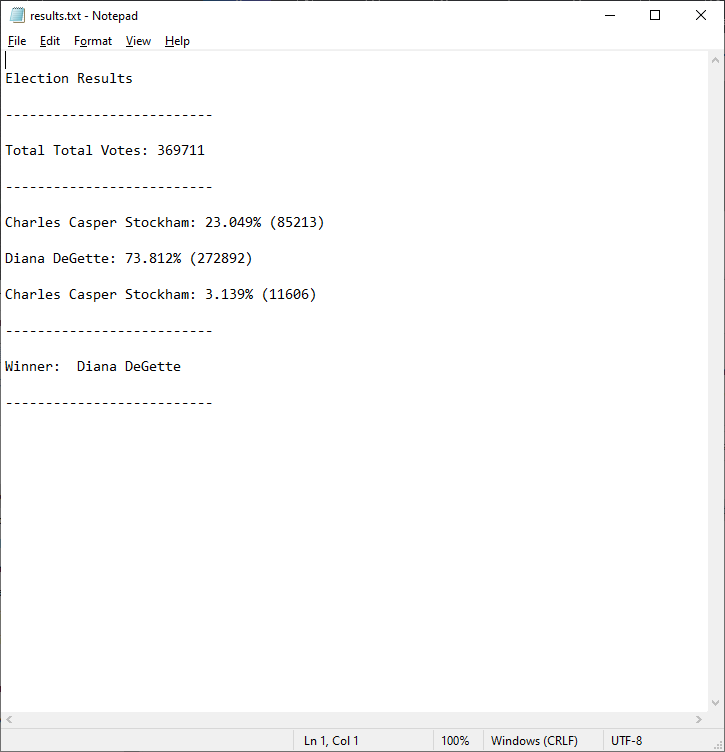 results.txt - Notepad
File Edit Format View Help
Election Results
--------------------------
Total Total Votes: 369711
--------------------------
Charles Casper Stockham: 23.049% (85213)
Diana DeGette: 73.812% (272892)
Charles Casper Stockham: 3.139% (11606)
--------------------------
Winner:  Diana DeGette
--------------------------
Ln 1, Col 1 100% Windows (CRLF) UTF-8